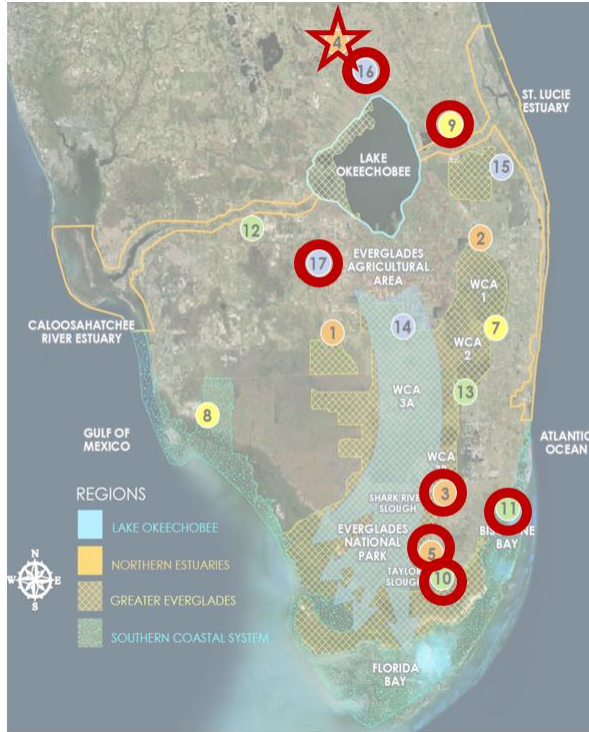 4
16
ST. LUCIE
ESTUARY
9
LAKE
OKEECHOBEE
15
12
2
17
EVERGLADES
AGRICULTURAL
AREA
WCA
1
CALOOSAHATCHEE
RIVER ESTUARY
1
14
7
WCA
2
WCA
3A
13
8
GULF OF
MEXICO
ATLANTIC
OCEAN
WCA
REGIONS
3
SHARK RIVER
SLOUGH
11
LAKE OKEECHOBEE
EVERGLADES
NATIONAL
PARK
BISCAYNE
BAY
5
N
W
E
S
NORTHERN ESTUARIES
TAYLOR
SLOUGH
10
GREATER EVERGLADES
SOUTHERN COASTAL SYSTEM
FLORIDA
BAY